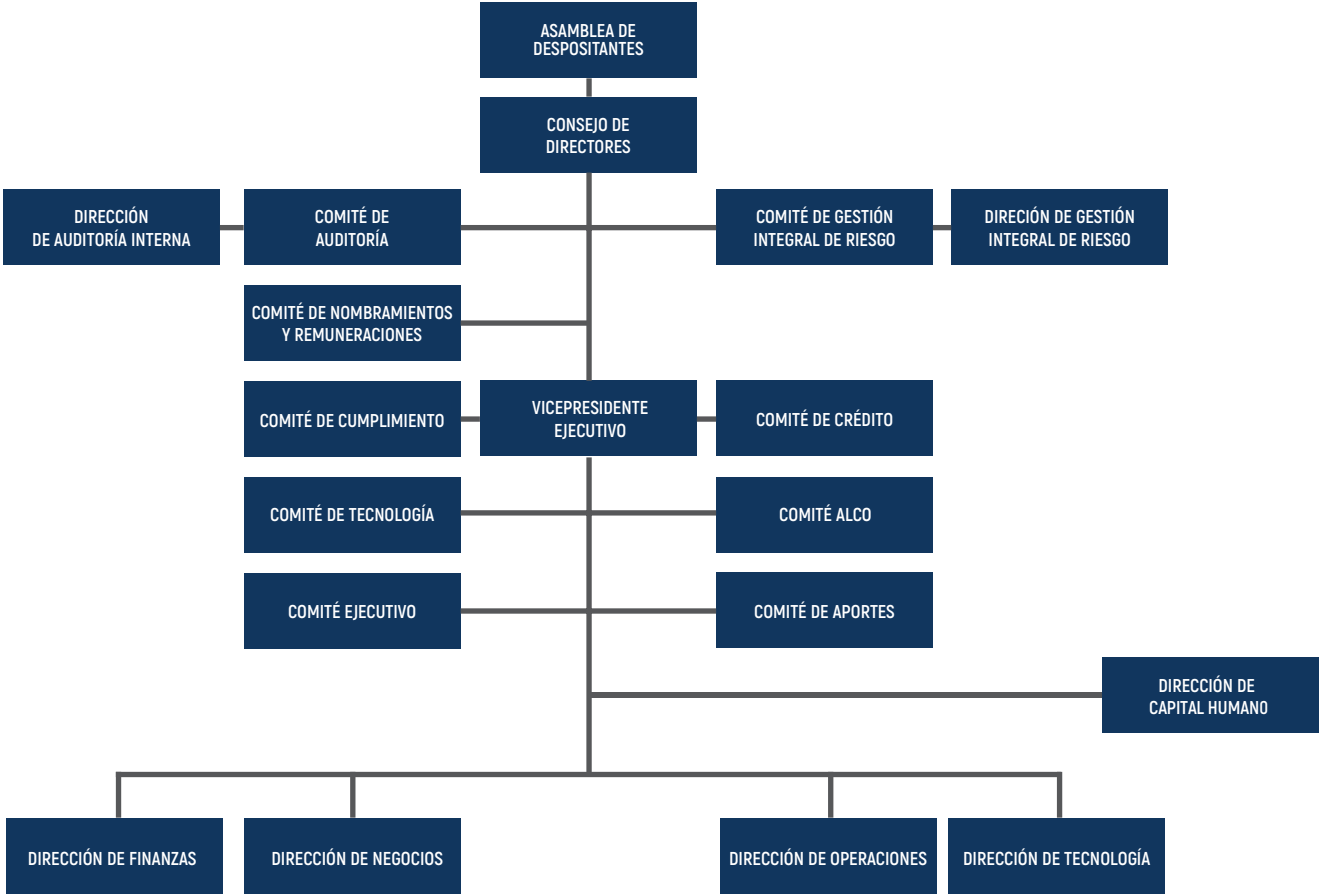 ASAMBLEA DE
DESPOSITANTES
CONSEJO DE
DIRECTORES
DIRECCIÓN
DE AUDITORÍA INTERNA
COMITÉ DE
AUDITORÍA
COMITÉ DE GESTIÓN
INTEGRAL DE RIESGO
DIRECIÓN DE GESTIÓN
INTEGRAL DE RIESGO
COMITÉ DE NOMBRAMIENTOS
Y REMUNERACIONES
COMITÉ DE CUMPLIMIENTO
VICEPRESIDENTE
EJECUTIVO
COMITÉ DE CRÉDITO
COMITÉ DE TECNOLOGÍA
COMITÉ ALCO
COMITÉ EJECUTIVO
COMITÉ DE APORTES
DIRECCIÓN DE
CAPITAL HUMANO
DIRECCIÓN DE FINANZAS
DIRECCIÓN DE NEGOCIOS
DIRECCIÓN DE OPERACIONES
DIRECCIÓN DE TECNOLOGÍA